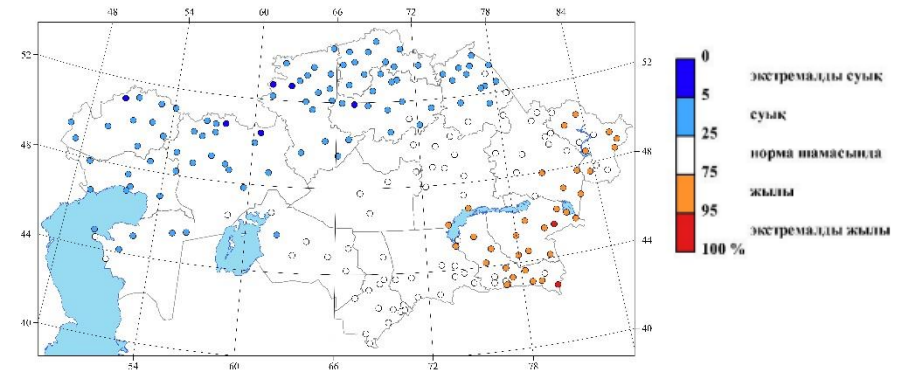 48 54 60 66 72 78 84
52 52
48 48
44 44
40 40
54 60 66 72 78
0
экстремалды суық
5
суық
25
норма шамасында
75
жылы
95
экстремалды жылы
100 %